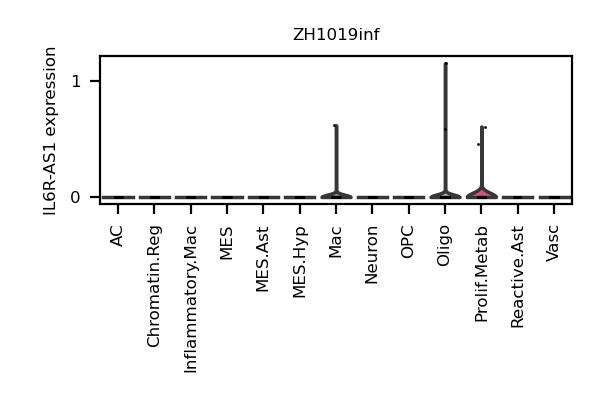 ZH1019inf
IL6R-AS1 expression
1
0
AC
Chromatin.Reg
Inflammatory.Mac
MES
MES.Ast
MES.Hyp
Mac
Neuron
OPC
Oligo
Prolif.Metab
Reactive.Ast
Vasc